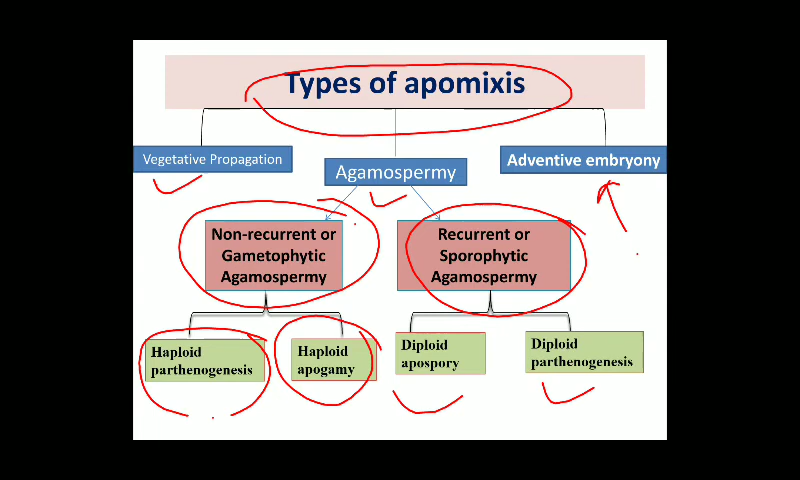 Types of apomixis
Vegetative Propagation
Agamospermy
Adventive embryony
Non-recurrent or
Gametophytic
Agamospermy
Recurrent or
Sporophytic
Agamospermy
Haploid
parthenogenesis
Haploid
apogamy
Diploid
apospory
Diploid
parthenogenesis